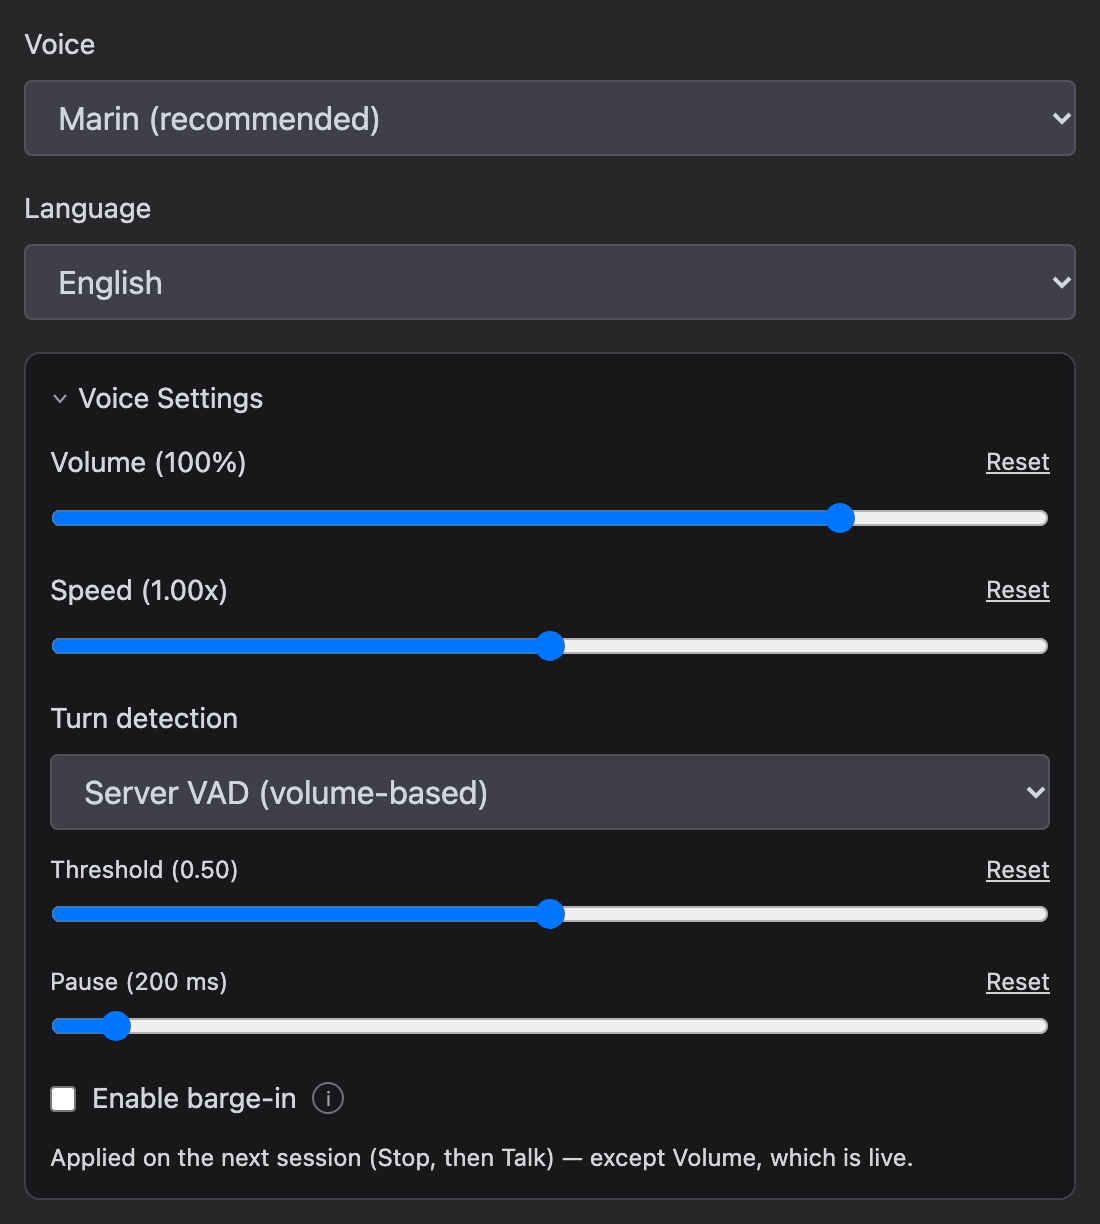 Voice
Marin (recommended)
Language
English
Voice Settings
Volume (100%)
Reset
Speed (1.00x)
Reset
Turn detection
Server VAD (volume-based)
Threshold (0.50)
Reset
Pause (200 ms)
Reset
Enable barge-in i
Applied on the next session (Stop, then Talk) — except Volume, which is live.